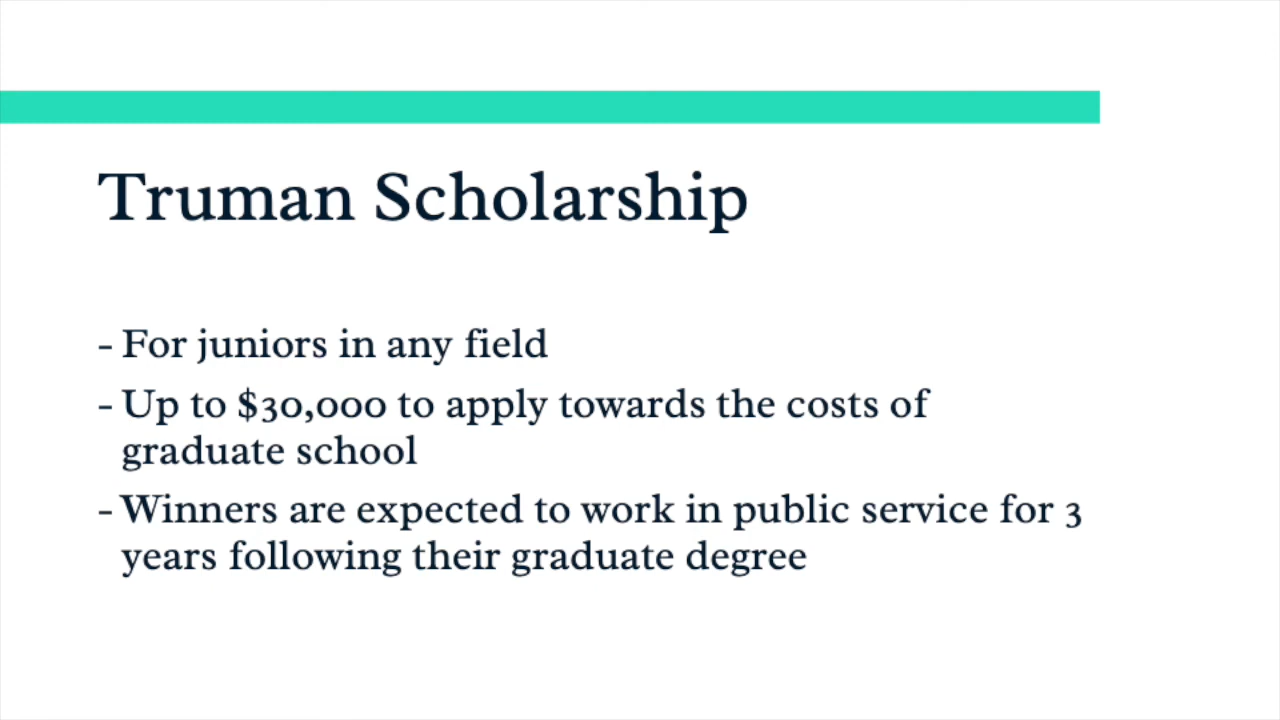 Truman Scholarship
- For juniors in any field
- Up to $30,000 to apply towards the costs of
graduate school
- Winners are expected to work in public service for 3
years following their graduate degree